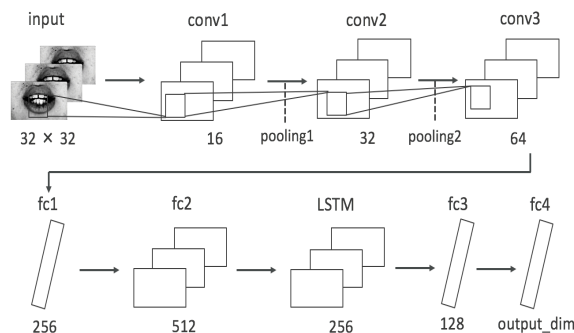 input
conv1
conv2
conv3
32 × 32
16
pooling1
32
pooling2
64
fc1
fc2
LSTM
fc3
fc4
256
512
256
128
output_dim